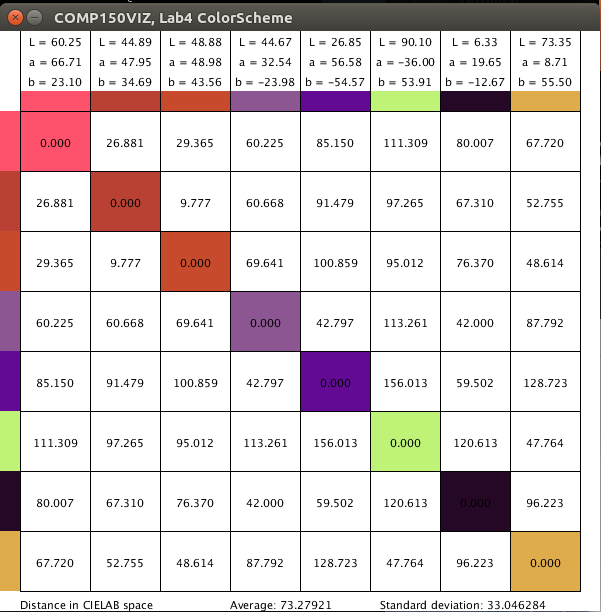 COMP150VIZ, Lab4 ColorScheme
L = 60.25 L = 44.89 L = 48.88 L = 44.67 L = 26.85 L = 90.10 L = 6.33 L = 73.35
a = 66.71 a = 47.95 a = 48.98 a = 32.54 a = 56.58 a = −36.00 a = 19.65 a = 8.71
b = 23.10 b = 34.69 b = 43.56 b = −23.98 b = −54.57 b = 53.91 b = −12.67 b = 55.50
0.000 26.881 29.365 60.225 85.150 111.309 80.007 67.720
26.881 0.000 9.777 60.668 91.479 97.265 67.310 52.755
29.365 9.777 0.000 69.641 100.859 95.012 76.370 48.614
60.225 60.668 69.641 0.000 42.797 113.261 42.000 87.792
85.150 91.479 100.859 42.797 0.000 156.013 59.502 128.723
111.309 97.265 95.012 113.261 156.013 0.000 120.613 47.764
80.007 67.310 76.370 42.000 59.502 120.613 0.000 96.223
67.720 52.755 48.614 87.792 128.723 47.764 96.223 0.000
Distance in CIELAB space Average: 73.27921 Standard deviation: 33.046284